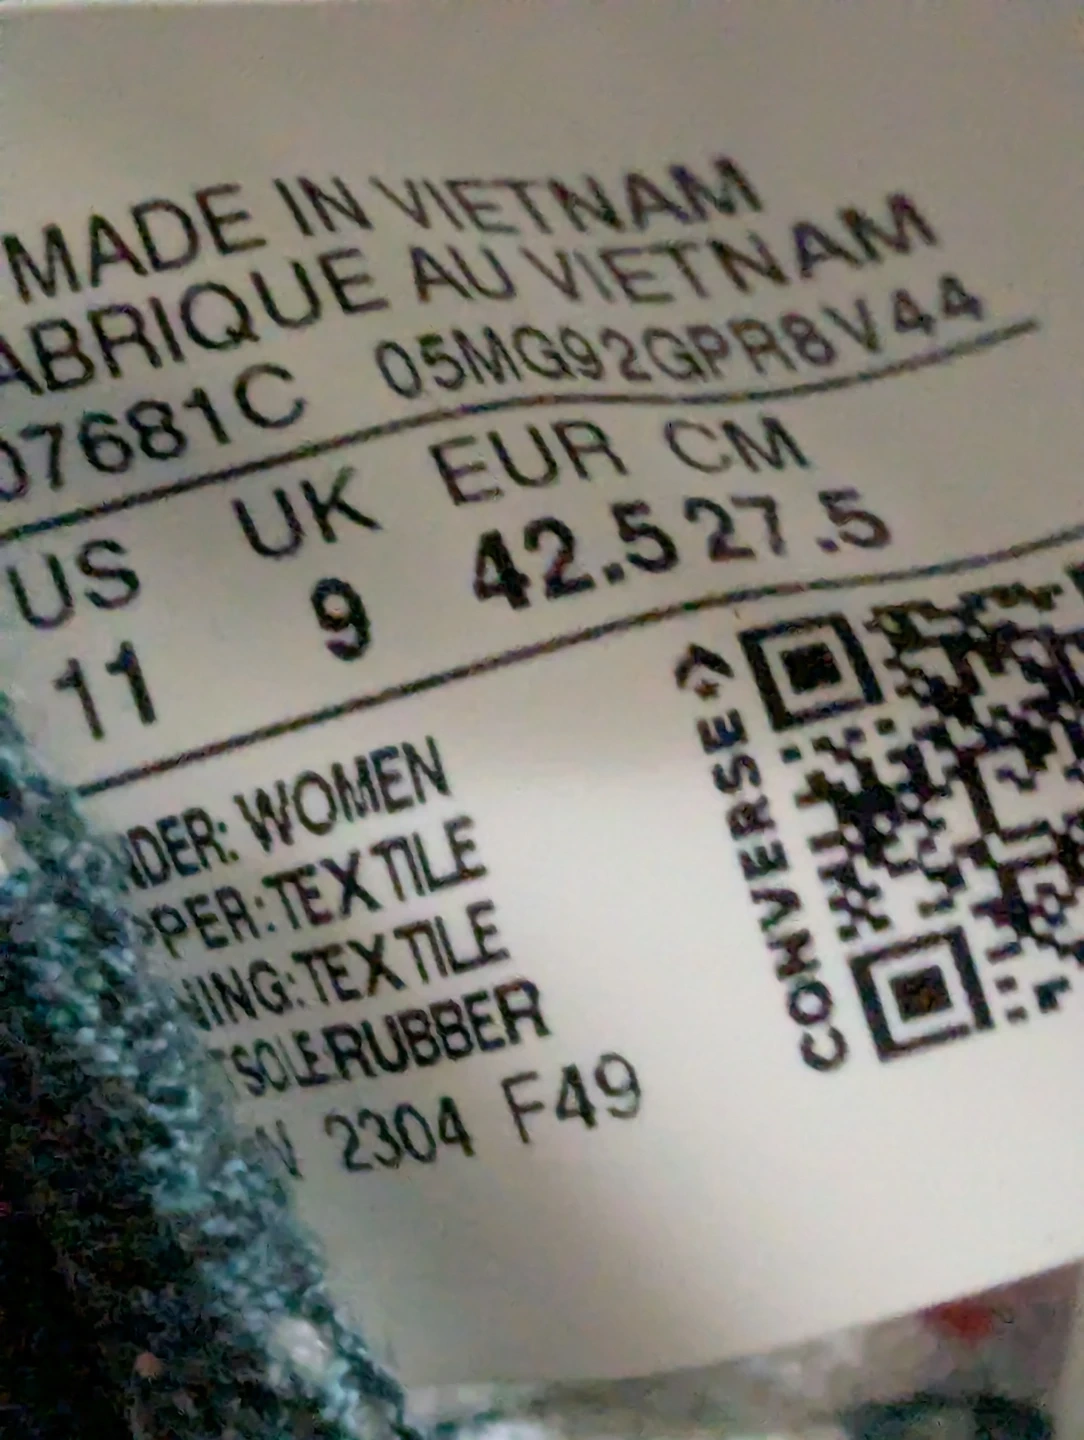 MADE IN VIETNAM
ABRIQUE AU VIETNAM
07681C 05MG92GPR8V44
US UK EUR CM
11 9 42.5 27.5
NDER: WOMEN
PPER:TEXTILE
NING:TEXTILE
TSOLE:RUBBER
N 2304 F49
CONVERSE